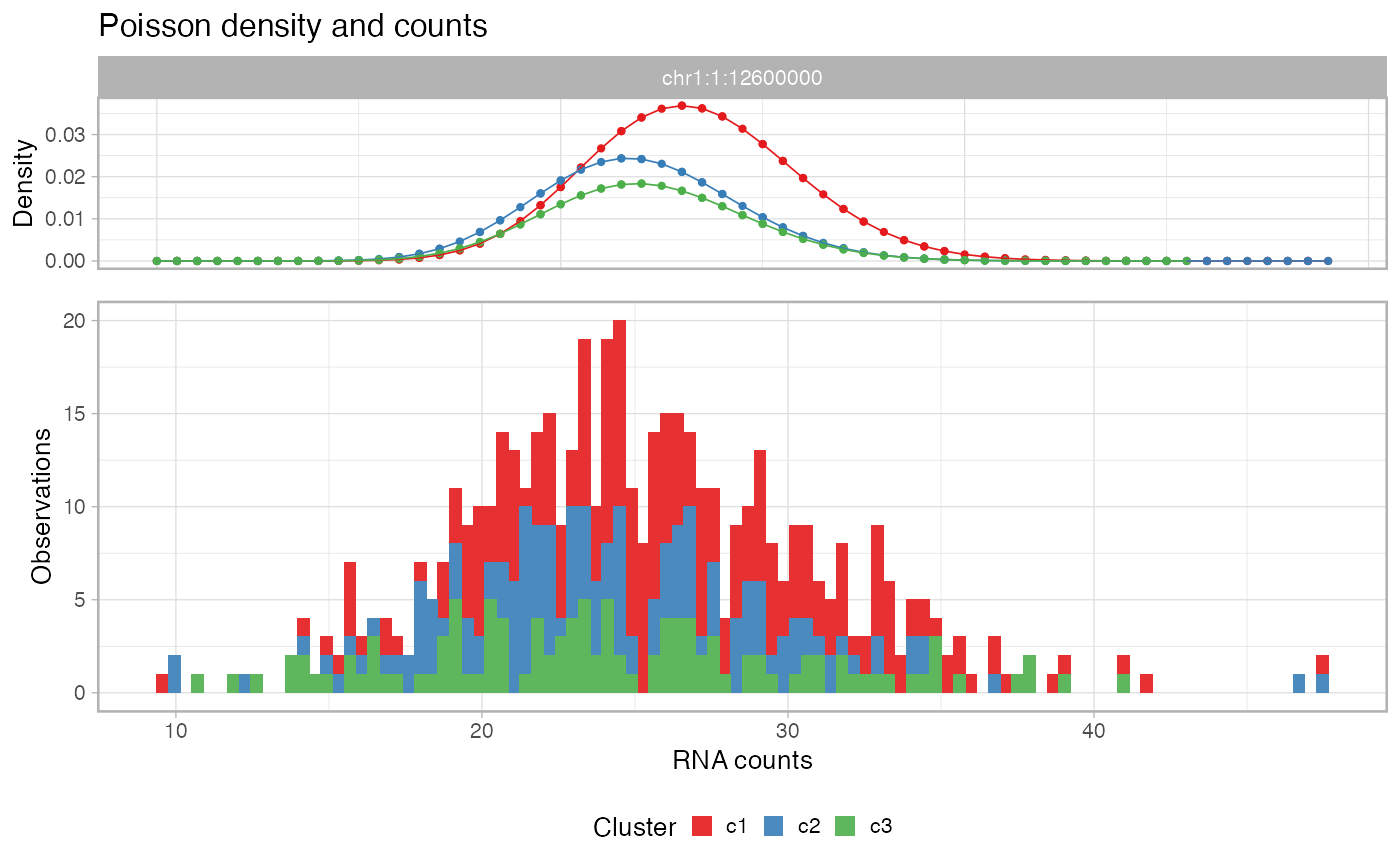 Poisson density and counts
chr1:1:12600000
Density
0.03
0.02
0.01
0.00
Observations
20
15
10
5
0
10 20 30 40
RNA counts
Cluster c1 c2 c3